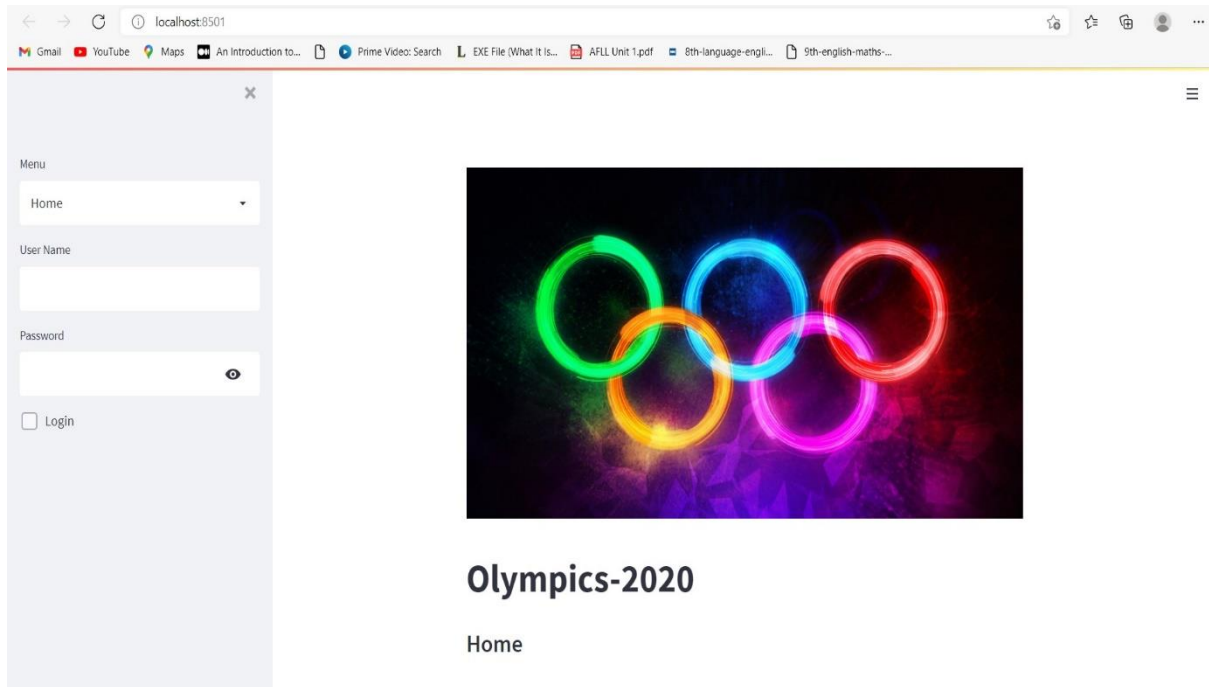 localhost:8501
Gmail YouTube Maps An Introduction to... Prime Video: Search EXE File (What It Is... AFLL Unit 1.pdf 8th-language-engli... 9th-english-maths-...
Menu
Home
User Name
Password
Login
Olympics-2020
Home